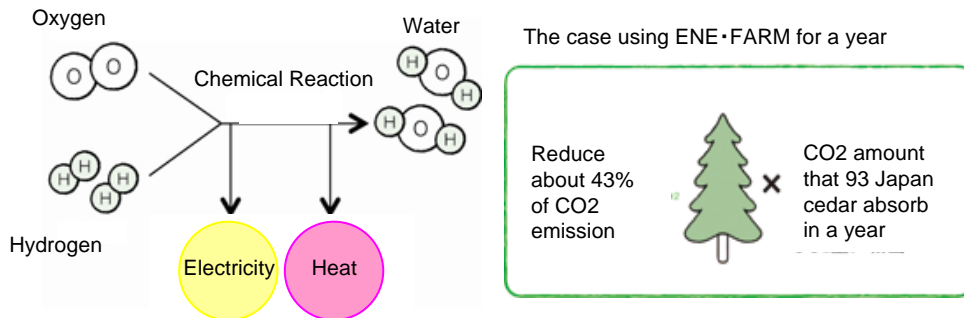 Oxygen
O O
Chemical Reaction
Water
H
O
H
H O H
H H
H H
Hydrogen
Electricity
Heat
The case using ENE・FARM for a year
Reduce
about 43%
of CO2
emission
×
CO2 amount
that 93 Japan
cedar absorb
in a year